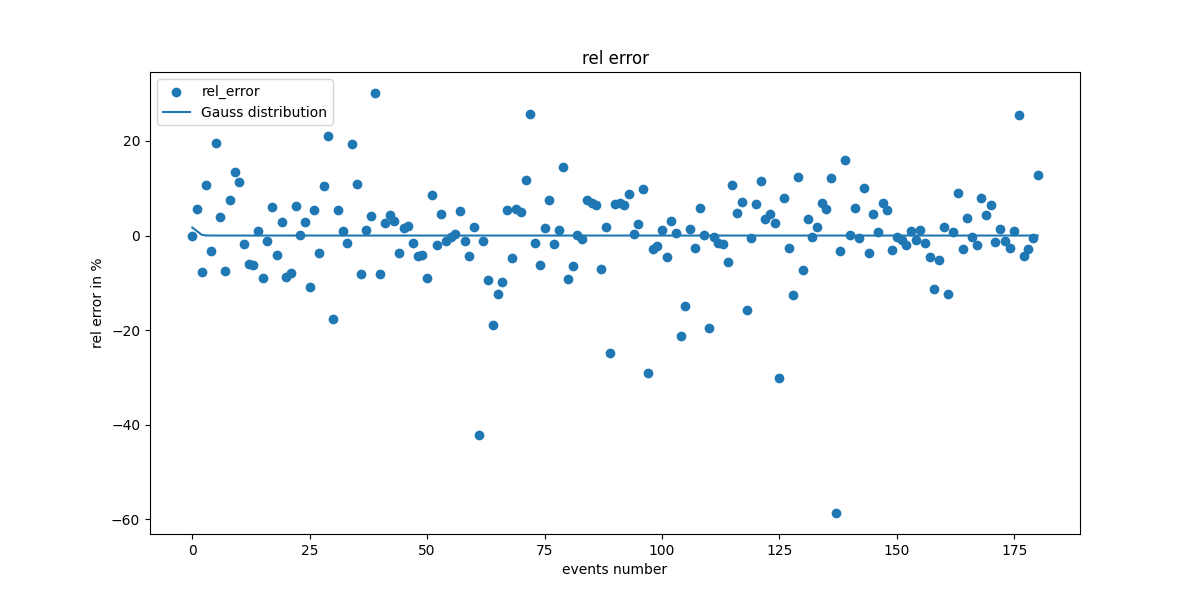 rel error
rel_error
Gauss distribution
20
0
−20
−40
−60
rel error in %
0
25
50
75
100
125
150
175
events number